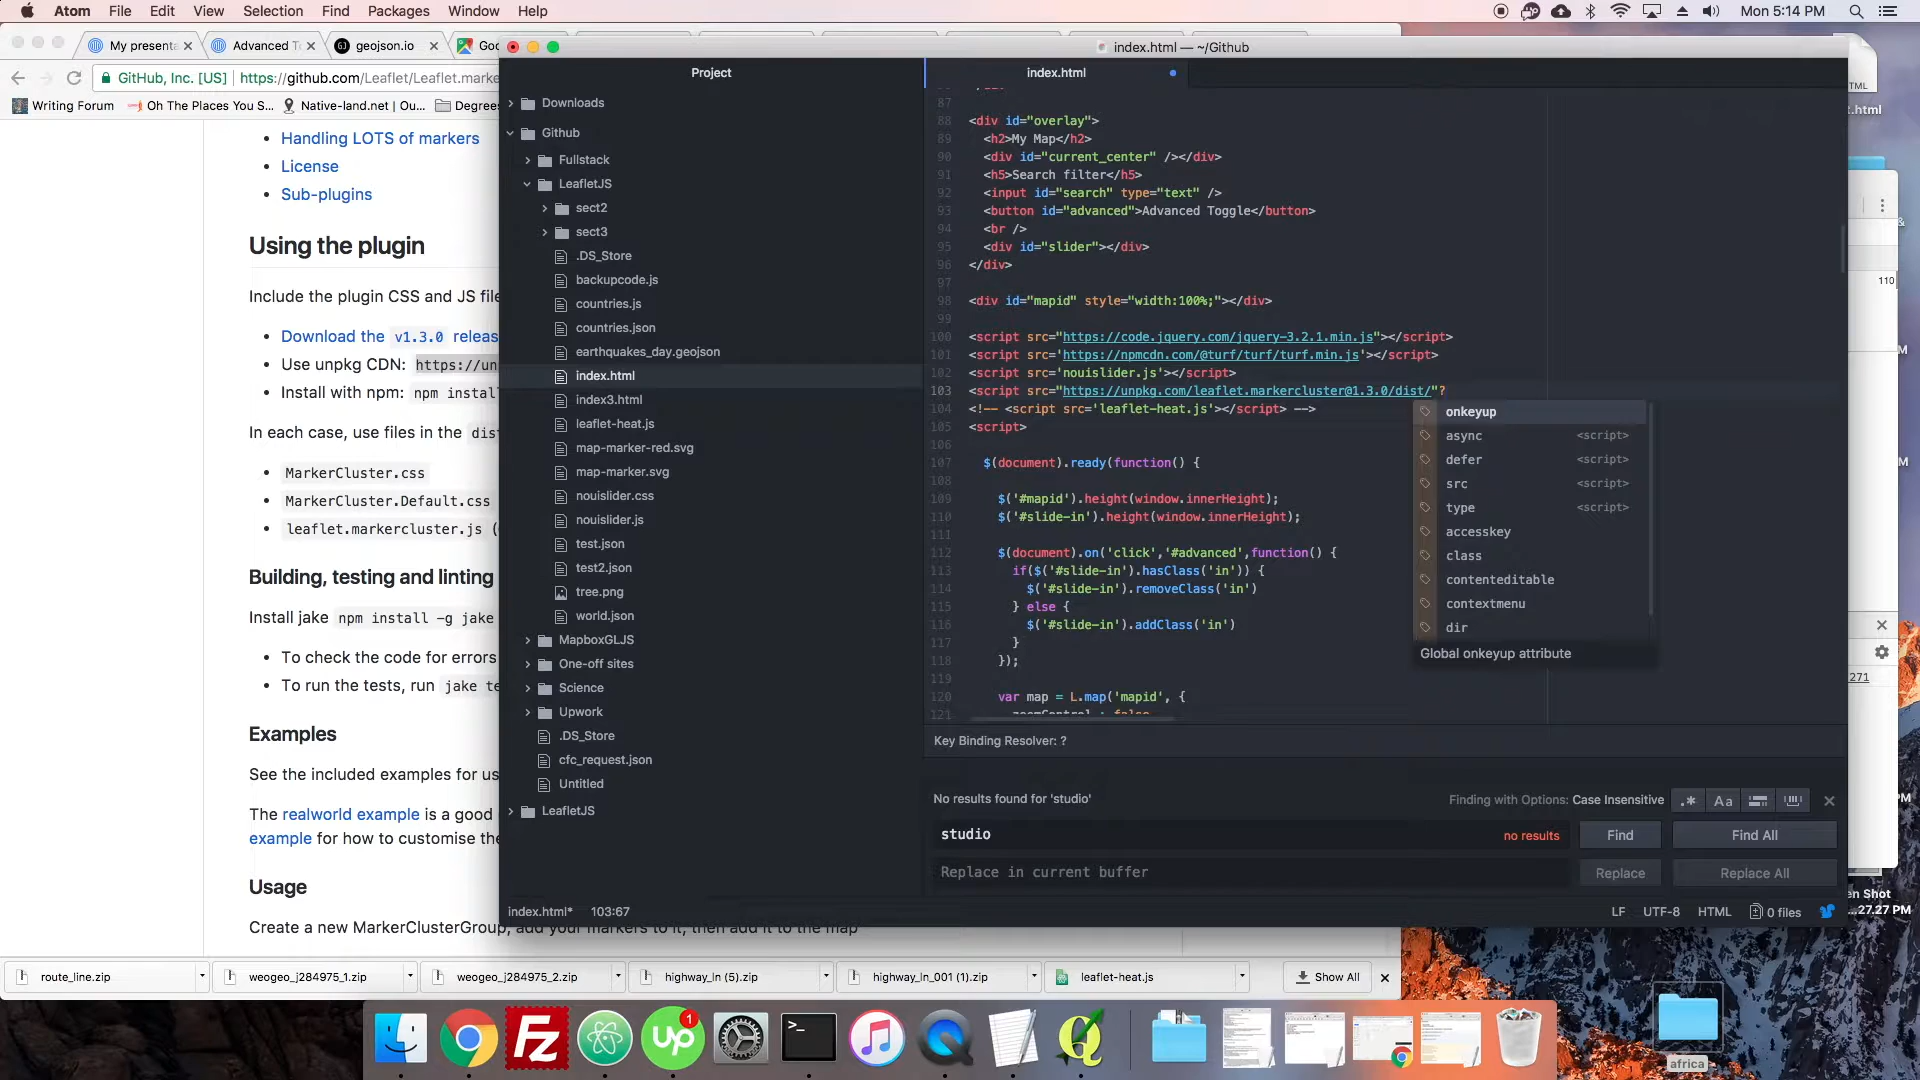 Atom File Edit View Selection Find Packages Window Help
Mon 5:14 PM
My presenta
Advanced T
geojson.io
Goo
GitHub, Inc. [US]
https://github.com/Leaflet/Leaflet.marke
Writing Forum
Oh The Places You S...
Native-land.net | Ou...
Degrees
Handling LOTS of markers
License
Sub-plugins
Using the plugin
Include the plugin CSS and JS file
Download the v1.3.0 releas
Use unpkg CDN: https://un
Install with npm: npm instal
In each case, use files in the dis
MarkerCluster.css
MarkerCluster.Default.css
leaflet.markercluster.js (
Building, testing and linting
Install jake npm install -g jake
To check the code for errors
To run the tests, run jake te
Examples
See the included examples for us
The realworld example is a good
example for how to customise the
Usage
Create a new MarkerClusterGroup, add your markers to it, then add it to the map
index.html — ~/Github
Project
Downloads
Github
Fullstack
LeafletJS
sect2
sect3
.DS_Store
backupcode.js
countries.js
countries.json
earthquakes_day.geojson
index.html
index3.html
leaflet-heat.js
map-marker-red.svg
map-marker.svg
nouislider.css
nouislider.js
test.json
test2.json
tree.png
world.json
MapboxGLJS
One-off sites
Science
Upwork
.DS_Store
cfc_request.json
Untitled
LeafletJS
index.html* 103:67
index.html
87
88 <div id="overlay">
89 <h2>My Map</h2>
90 <div id="current_center" /></div>
91 <h5>Search filter</h5>
92 <input id="search" type="text" />
93 <button id="advanced">Advanced Toggle</button>
94 <br />
95 <div id="slider"></div>
96 </div>
97
98 <div id="mapid" style="width:100%;"></div>
99
100 <script src="https://code.jquery.com/jquery-3.2.1.min.js"></script>
101 <script src='https://npmcdn.com/@turf/turf/turf.min.js'></script>
102 <script src='nouislider.js'></script>
103 <script src="https://unpkg.com/leaflet.markercluster@1.3.0/dist/"?
104 <!-- <script src='leaflet-heat.js'></script> -->
105 <script>
106
107 $(document).ready(function() {
108
109 $('#mapid').height(window.innerHeight);
110 $('#slide-in').height(window.innerHeight);
111
112 $(document).on('click','#advanced',function() {
113 if($('#slide-in').hasClass('in')) {
114 $('#slide-in').removeClass('in')
115 } else {
116 $('#slide-in').addClass('in')
117 }
118 });
119
120 var map = L.map('mapid', {
121 zoomControl : false
onkeyup
async <script>
defer <script>
src <script>
type <script>
accesskey
class
contenteditable
contextmenu
dir
Global onkeyup attribute
Key Binding Resolver: ?
No results found for 'studio'
Finding with Options: Case Insensitive
.* Aa
studio
no results
Find
Find All
Replace in current buffer
Replace
Replace All
LF UTF-8 HTML 0 files
TML
t.html
110
271
en Shot
...27.27 PM
route_line.zip
weogeo_j284975_1.zip
weogeo_j284975_2.zip
highway_ln (5).zip
highway_ln_001 (1).zip
leaflet-heat.js
Show All
Fz
up
1
africa